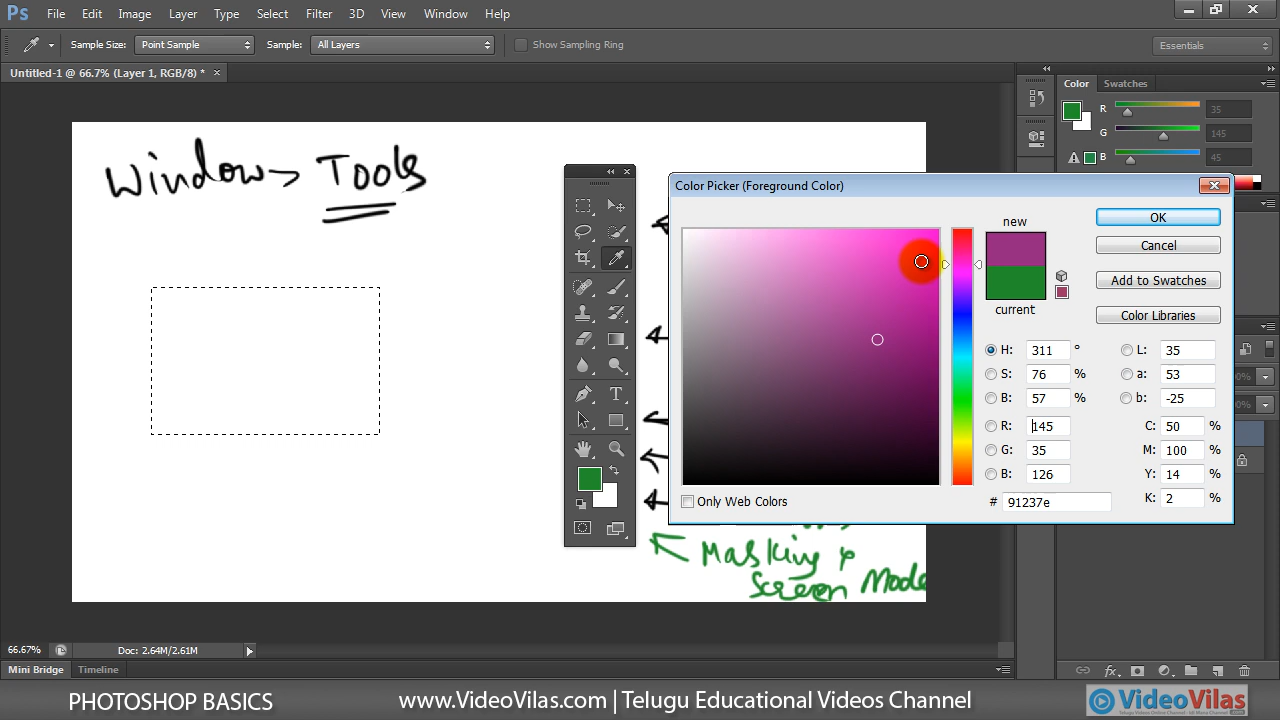 Ps File Edit Image Layer Type Select Filter 3D View Window Help
Sample Size: Point Sample Sample: All Layers Show Sampling Ring Essentials
Untitled-1 @ 66.7% (Layer 1, RGB/8) * ×
Color Swatches
R 35
G 145
B 45
Window > Tools
Color Picker (Foreground Color)
new
current
OK
Cancel
Add to Swatches
Color Libraries
H: 311 ° L: 35
S: 76 % a: 53
B: 57 % b: -25
R: 145 C: 50 %
G: 35 M: 100 %
B: 126 Y: 14 %
# 91237e K: 2 %
Only Web Colors
T
Masking &
Screen Mode
66.67% Doc: 2.64M/2.61M
Mini Bridge Timeline
fx
PHOTOSHOP BASICS www.VideoVilas.com | Telugu Educational Videos Channel VideoVilas